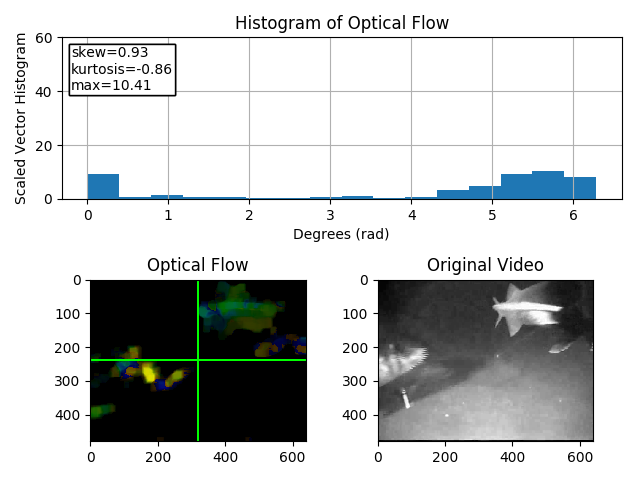 Histogram of Optical Flow
Scaled Vector Histogram
60
40
20
0
skew=0.93
kurtosis=-0.86
max=10.41
0 1 2 3 4 5 6
Degrees (rad)
Optical Flow
0
100
200
300
400
0 200 400 600
Original Video
0
100
200
300
400
0 200 400 600